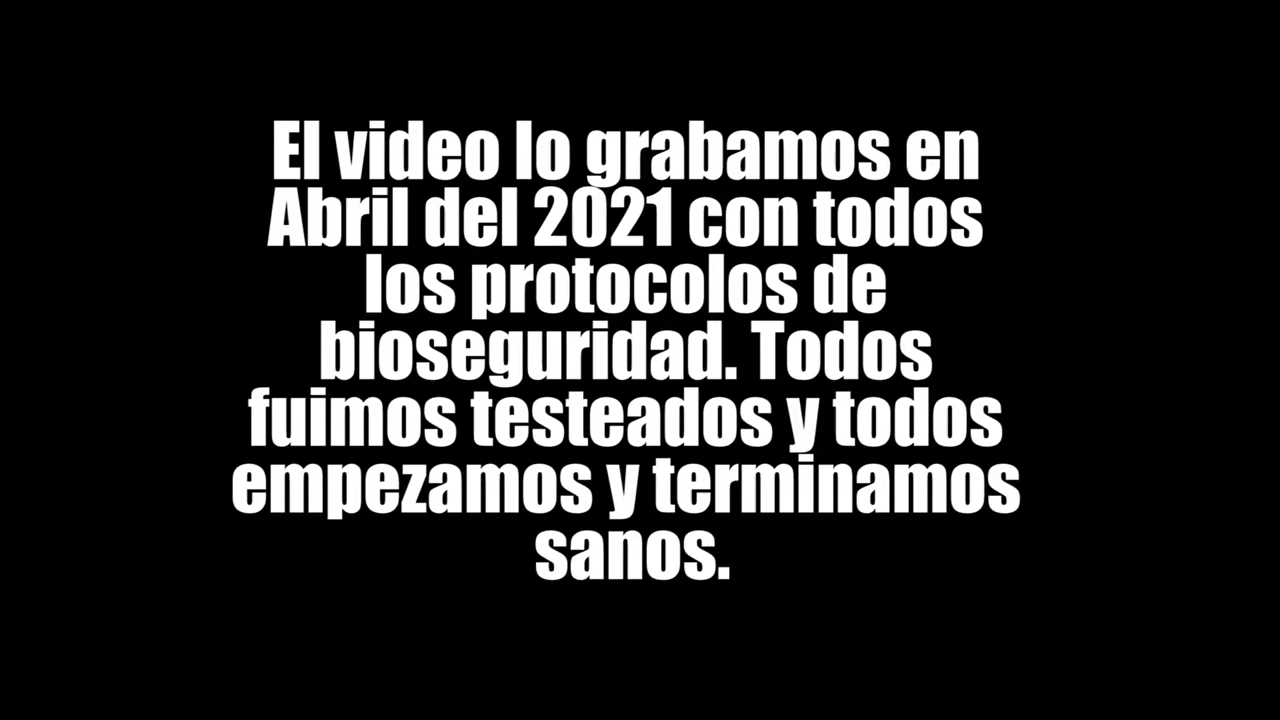 El video lo grabamos en
Abril del 2021 con todos
los protocolos de
bioseguridad. Todos
fuimos testeados y todos
empezamos y terminamos
sanos.